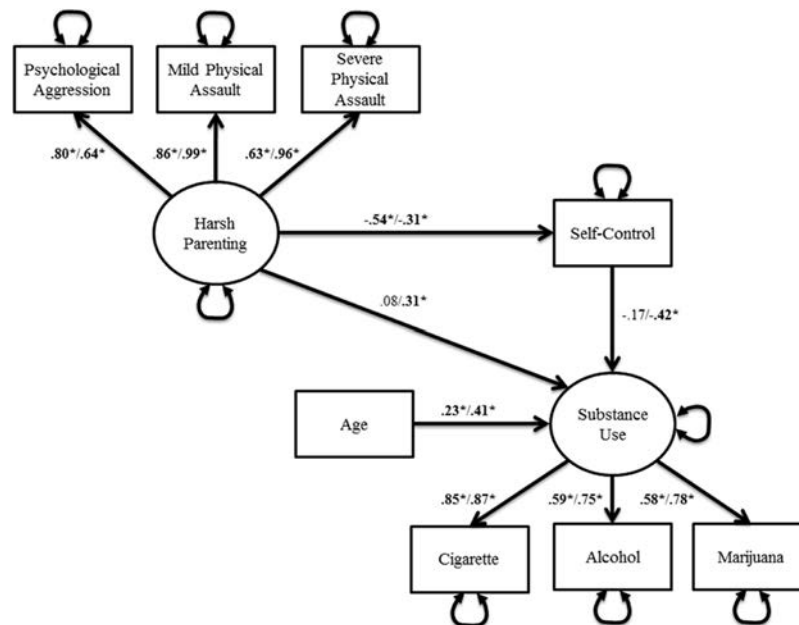 Psychological
Aggression
Mild Physical
Assault
Severe
Physical
Assault
.80*/.64*
.86*/.99*
.63*/.96*
Harsh
Parenting
-.54*/-.31*
Self-Control
.08/.31*
-.17/-.42*
Age
.23*/.41*
Substance
Use
.85*/.87*
.59*/.75*
.58*/.78*
Cigarette
Alcohol
Marijuana